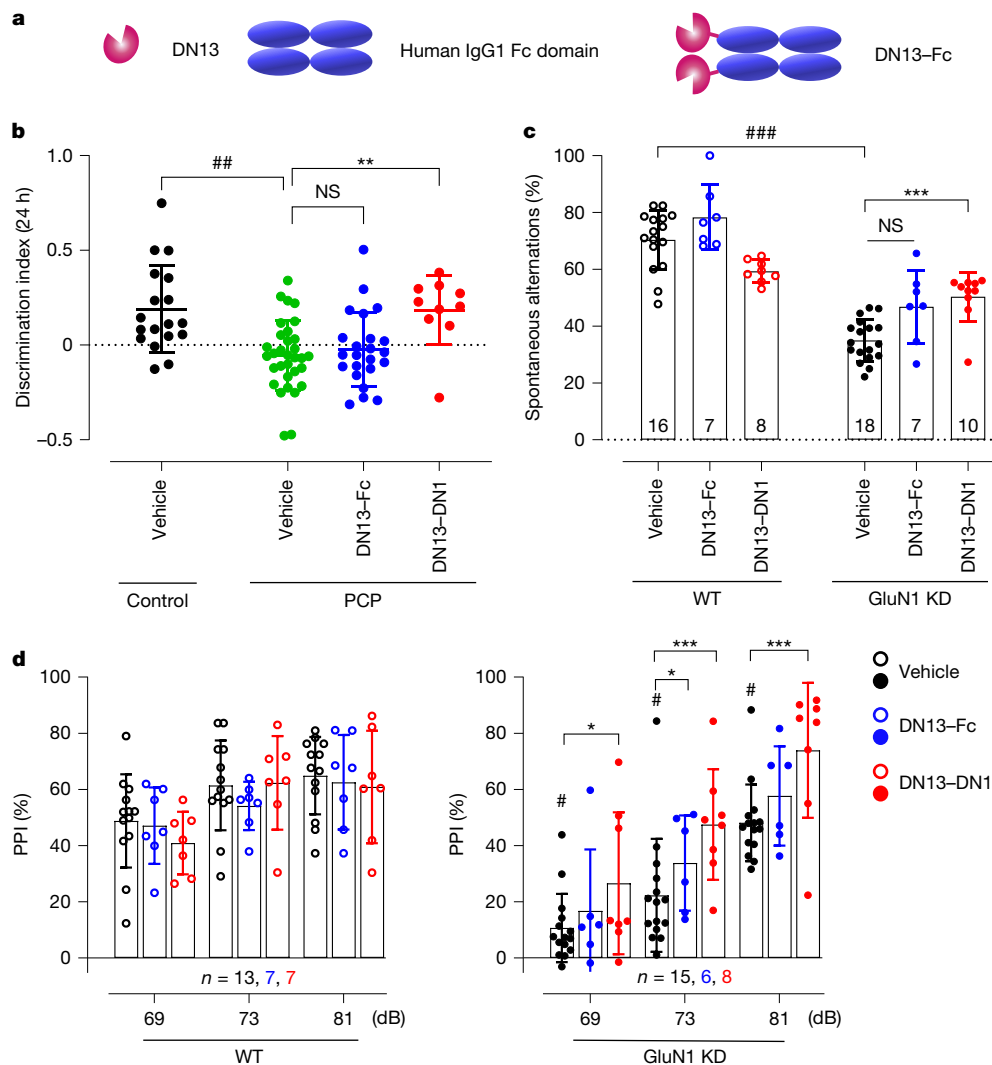 a
DN13
Human IgG1 Fc domain
DN13–Fc
b
Discrimination index (24 h)
1.0
0.5
0
–0.5
##
**
NS
Vehicle
Vehicle
DN13–Fc
DN13–DN1
Control
PCP
c
Spontaneous alternations (%)
100
80
60
40
20
0
###
***
NS
16
7
8
18
7
10
Vehicle
DN13–Fc
DN13–DN1
Vehicle
DN13–Fc
DN13–DN1
WT
GluN1 KD
d
PPI (%)
100
80
60
40
20
0
n = 13, 7, 7
69
73
81
(dB)
WT
PPI (%)
100
80
60
40
20
0
#
*
#
*
***
#
***
n = 15, 6, 8
69
73
81
(dB)
GluN1 KD
Vehicle
DN13–Fc
DN13–DN1